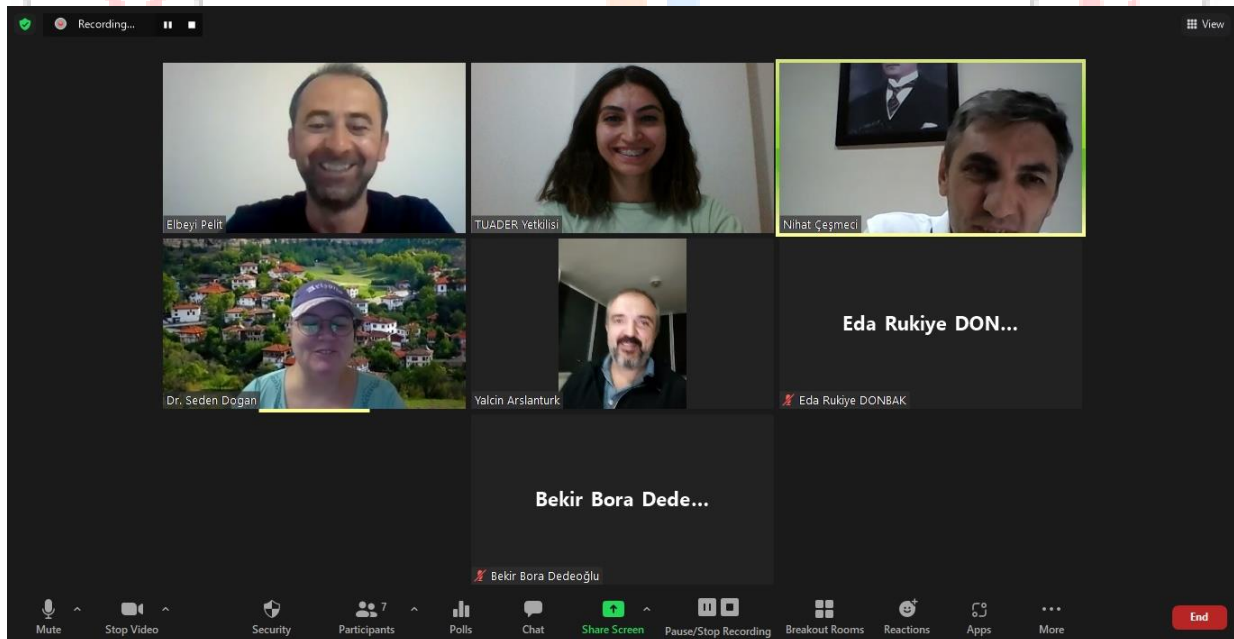 Recording...
View
Elbeyi Pelit
TUADER Yetkilisi
Nihat Çeşmeci
Dr. Seden Dogan
Yalcin Arslanturk
Eda Rukiye DON...
Eda Rukiye DONBAK
Bekir Bora Dede...
Bekir Bora Dedeoğlu
7
Mute
Stop Video
Security
Participants
Polls
Chat
Share Screen
Pause/Stop Recording
Breakout Rooms
Reactions
Apps
More
End